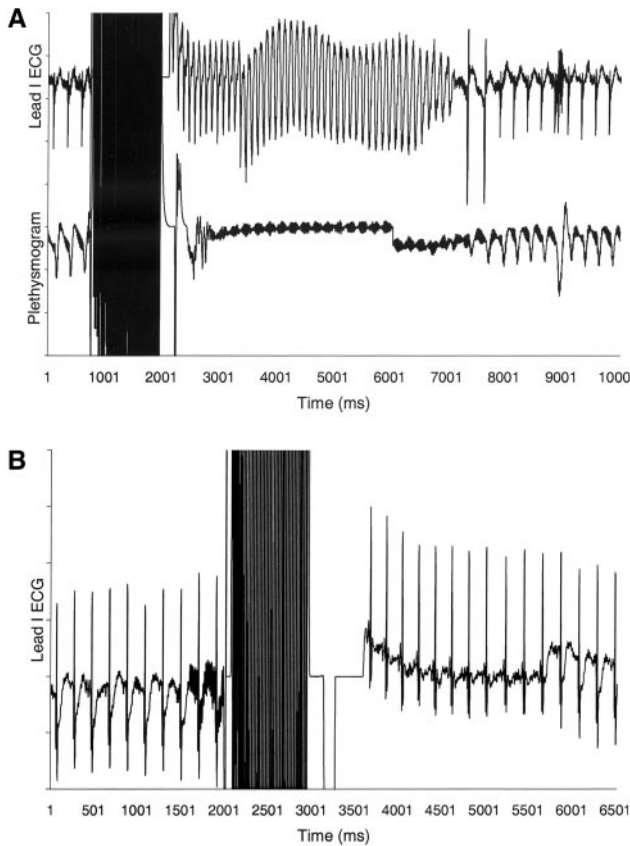 A
Lead I ECG
Plethysmogram
1 1001 2001 3001 4001 5001 6001 7001 8001 9001 1000
Time (ms)
B
Lead I ECG
1 501 1001 1501 2001 2501 3001 3501 4001 4501 5001 5501 6001 6501
Time (ms)